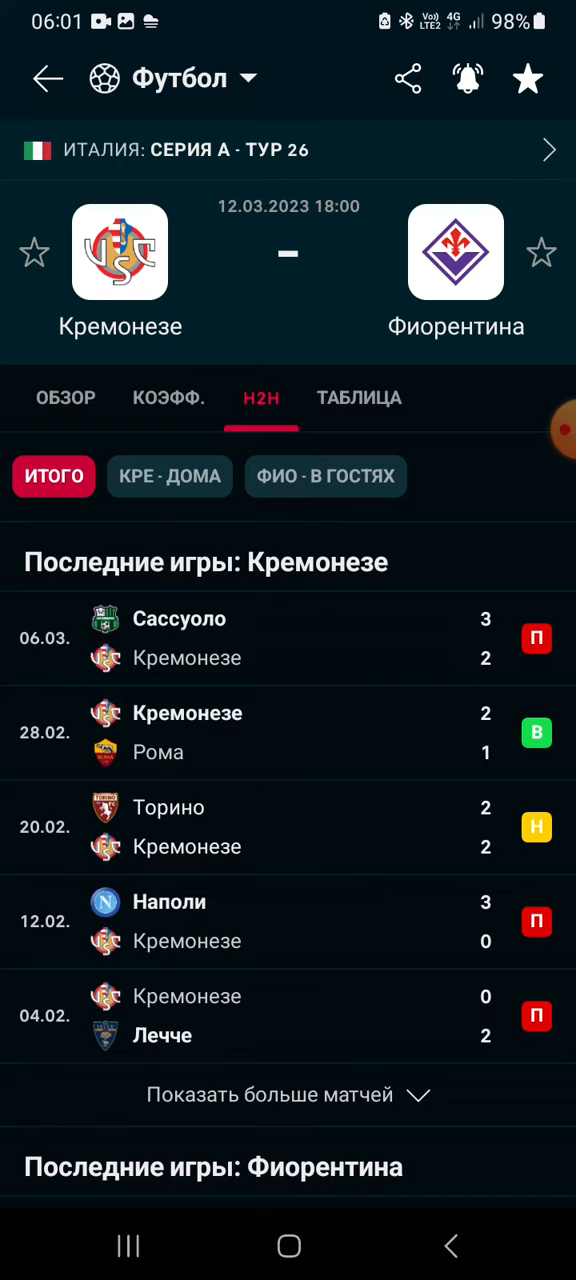 06:01 Vo)) LTE2 4G 98%
Футбол
ИТАЛИЯ: СЕРИЯ А - ТУР 26
12.03.2023 18:00
-
Кремонезе Фиорентина
ОБЗОР КОЭФФ. H2H ТАБЛИЦА
ИТОГО КРЕ - ДОМА ФИО - В ГОСТЯХ
Последние игры: Кремонезе
Сассуоло 3
06.03. П
Кремонезе 2
Кремонезе 2
28.02. В
Рома 1
Торино 2
20.02. Н
Кремонезе 2
Наполи 3
12.02. П
Кремонезе 0
Кремонезе 0
04.02. П
Лечче 2
Показать больше матчей
Последние игры: Фиорентина